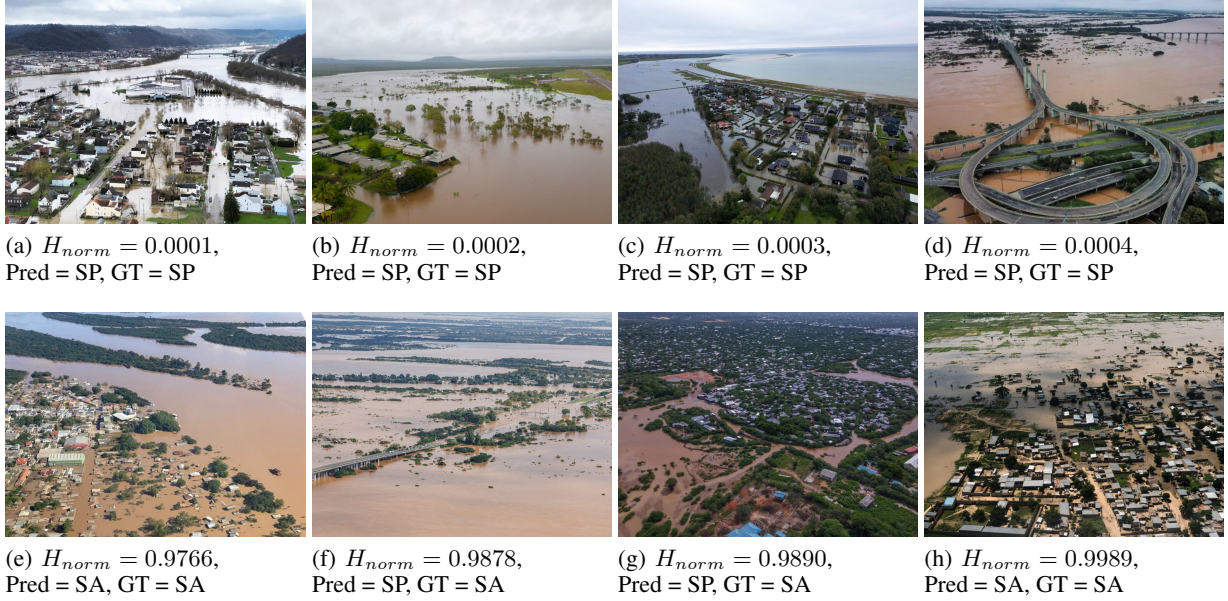 (a) H_norm = 0.0001,
Pred = SP, GT = SP
(b) H_norm = 0.0002,
Pred = SP, GT = SP
(c) H_norm = 0.0003,
Pred = SP, GT = SP
(d) H_norm = 0.0004,
Pred = SP, GT = SP
(e) H_norm = 0.9766,
Pred = SA, GT = SA
(f) H_norm = 0.9878,
Pred = SP, GT = SA
(g) H_norm = 0.9890,
Pred = SP, GT = SA
(h) H_norm = 0.9989,
Pred = SA, GT = SA